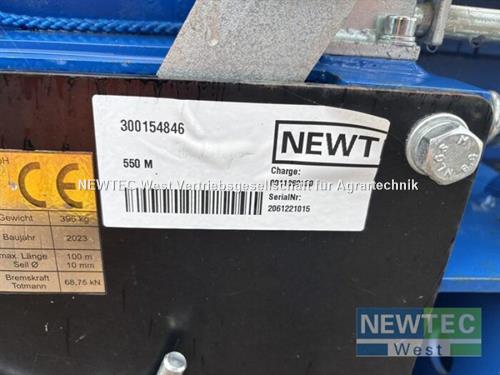 300154846
NEWT
550 M
Charge:
SerialNr:
2061221015
NEWTEC West Vertriebsgesellschaft für Agrartechnik
bH
CE
Gewicht 395 kg
Baujahr 2023
max. Länge 100 m
Seil Ø 10 mm
Bremskraft
Totmann 68,75 kN
NEWTEC
West